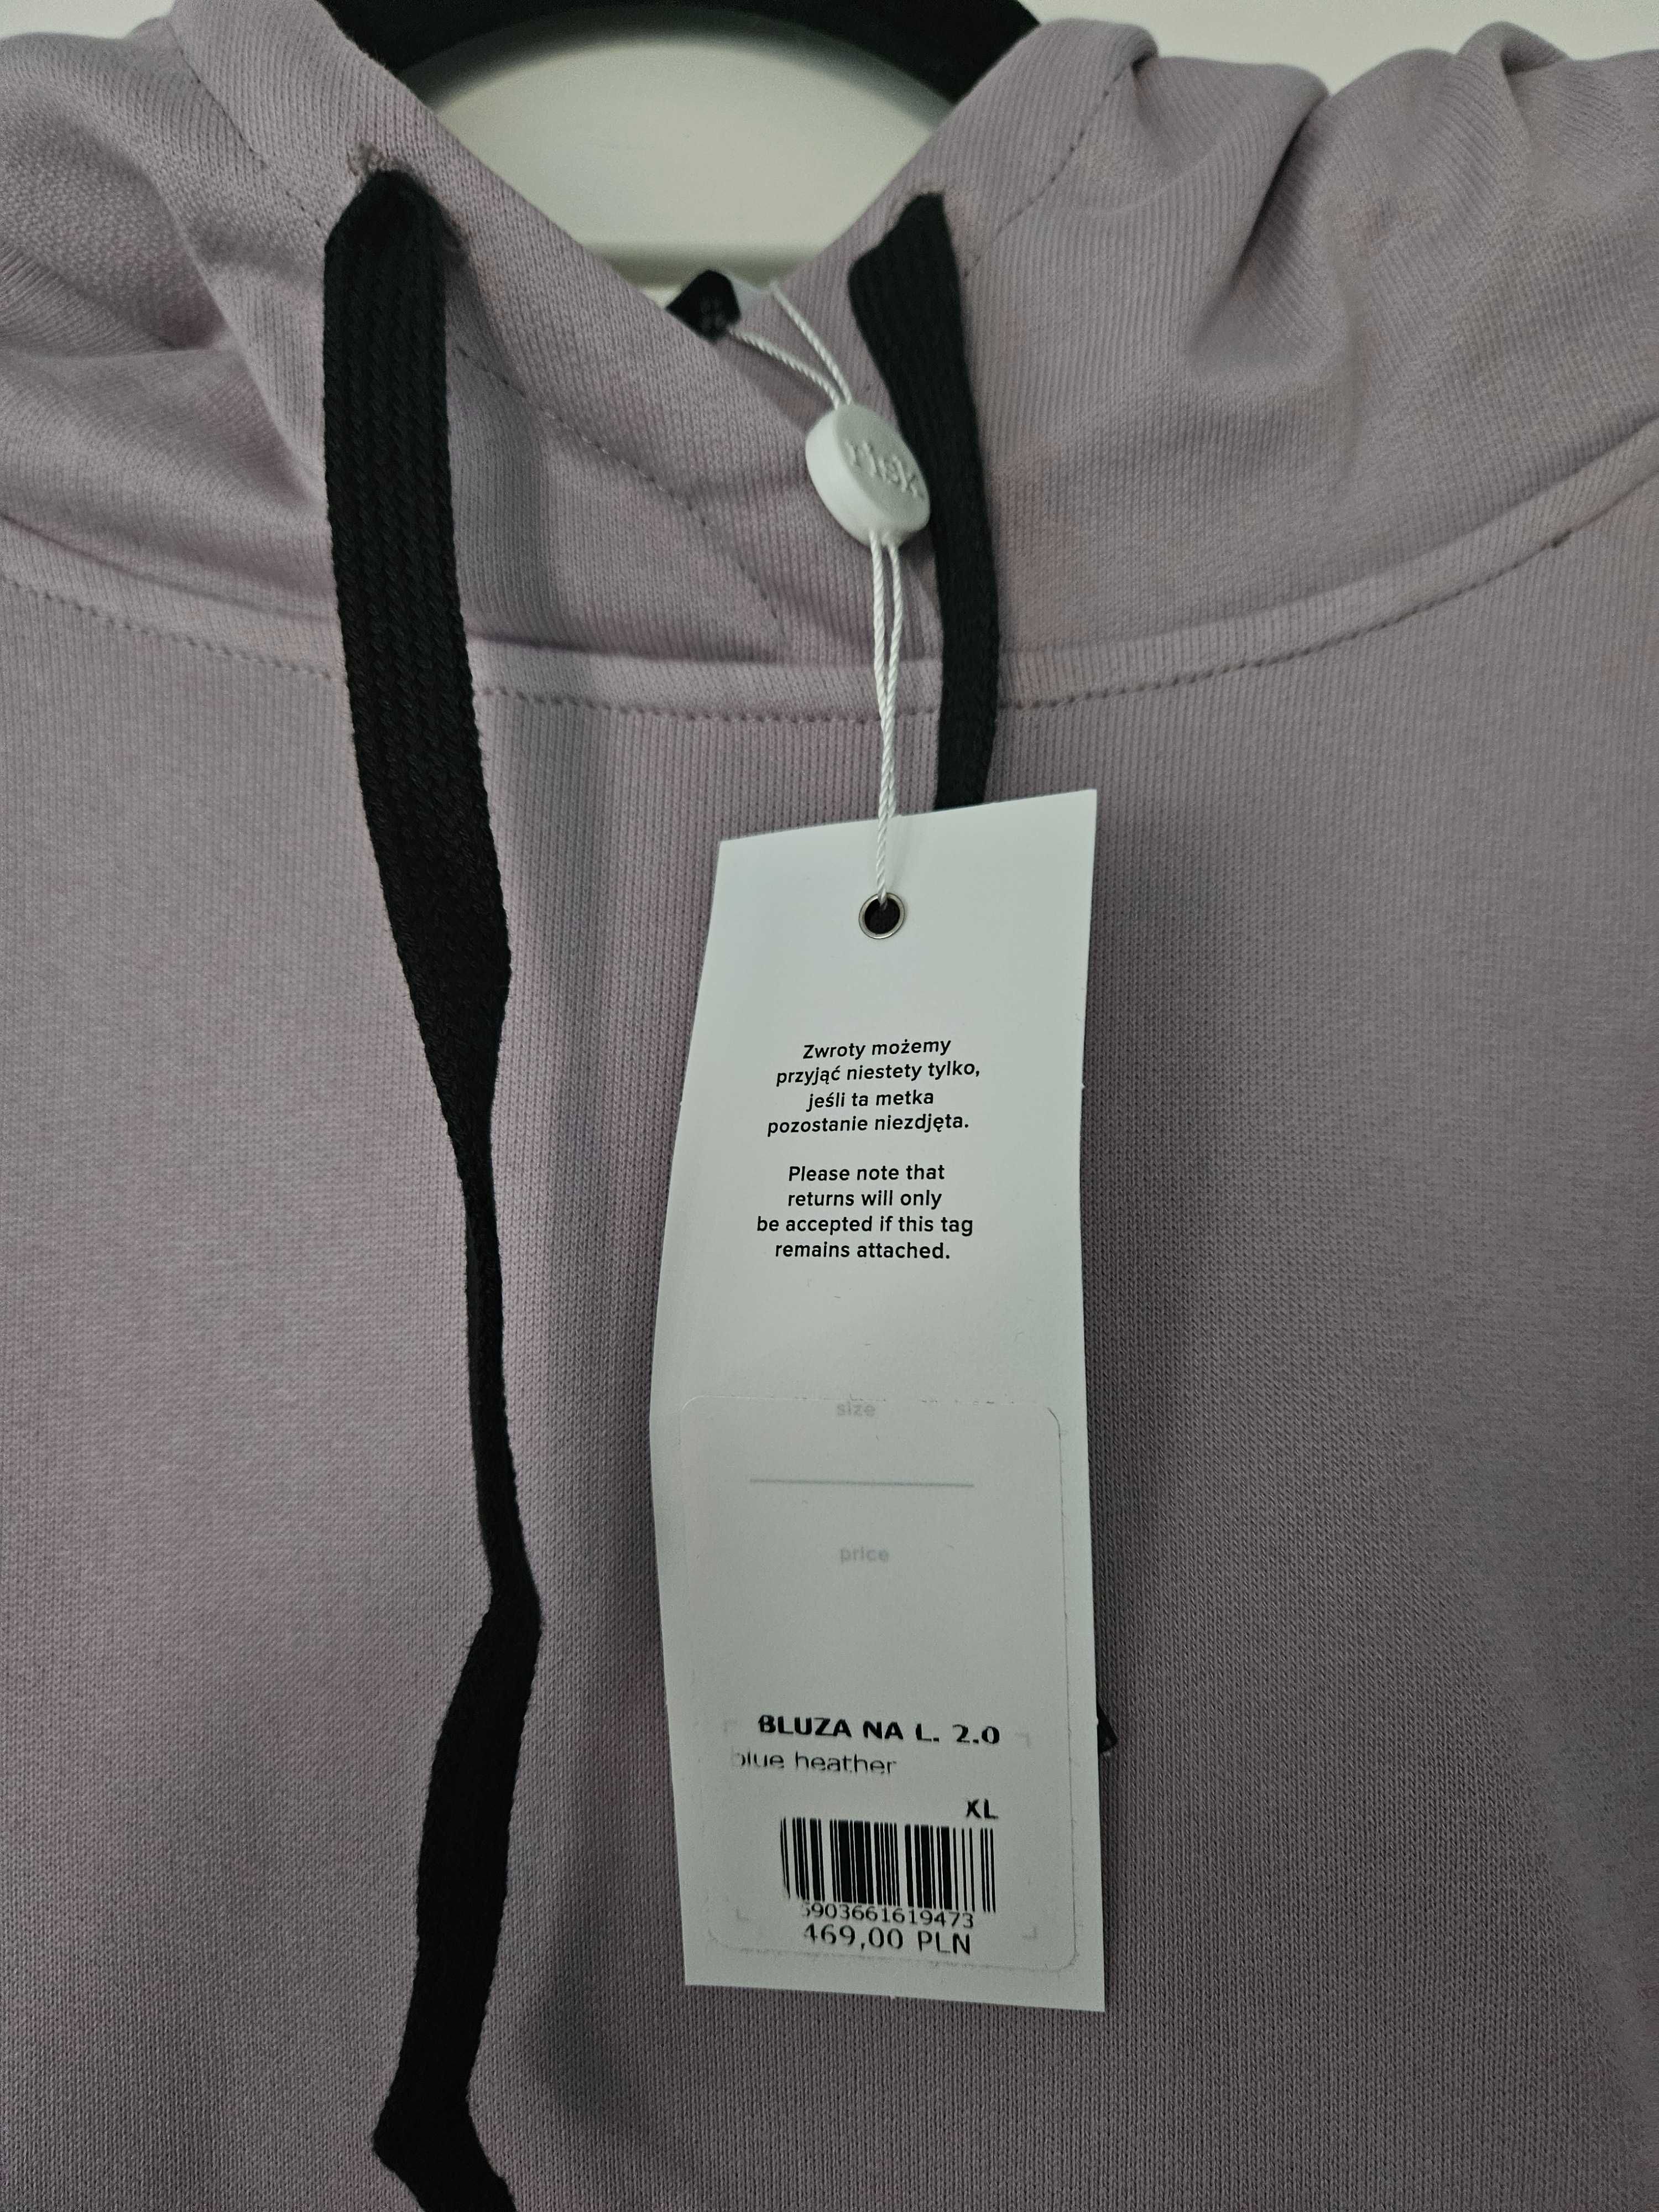 risk
Zwroty możemy
przyjąć niestety tylko,
jeśli ta metka
pozostanie niezdjęta.
Please note that
returns will only
be accepted if this tag
remains attached.
size
price
BLUZA NA L. 2.0
blue heather
XL
5903661619473
469,00 PLN